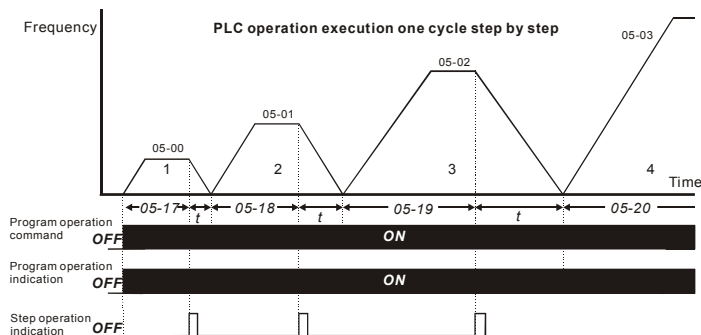 Frequency
PLC operation execution one cycle step by step
05-03
05-02
05-01
05-00
1
2
3
4
Time
05-17
t
05-18
t
05-19
t
05-20
Program operation
command
OFF
ON
Program operation
indication
OFF
ON
Step operation
indication
OFF